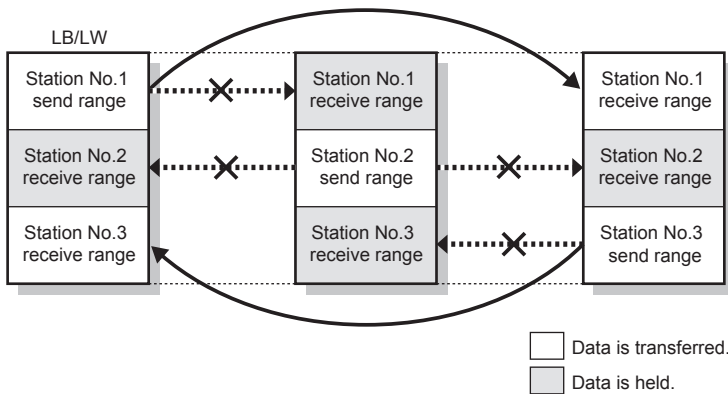 LB/LW
Station No.1
send range
Station No.2
receive range
Station No.3
receive range
Station No.1
receive range
Station No.2
send range
Station No.3
receive range
Station No.1
receive range
Station No.2
receive range
Station No.3
send range
Data is transferred.
Data is held.